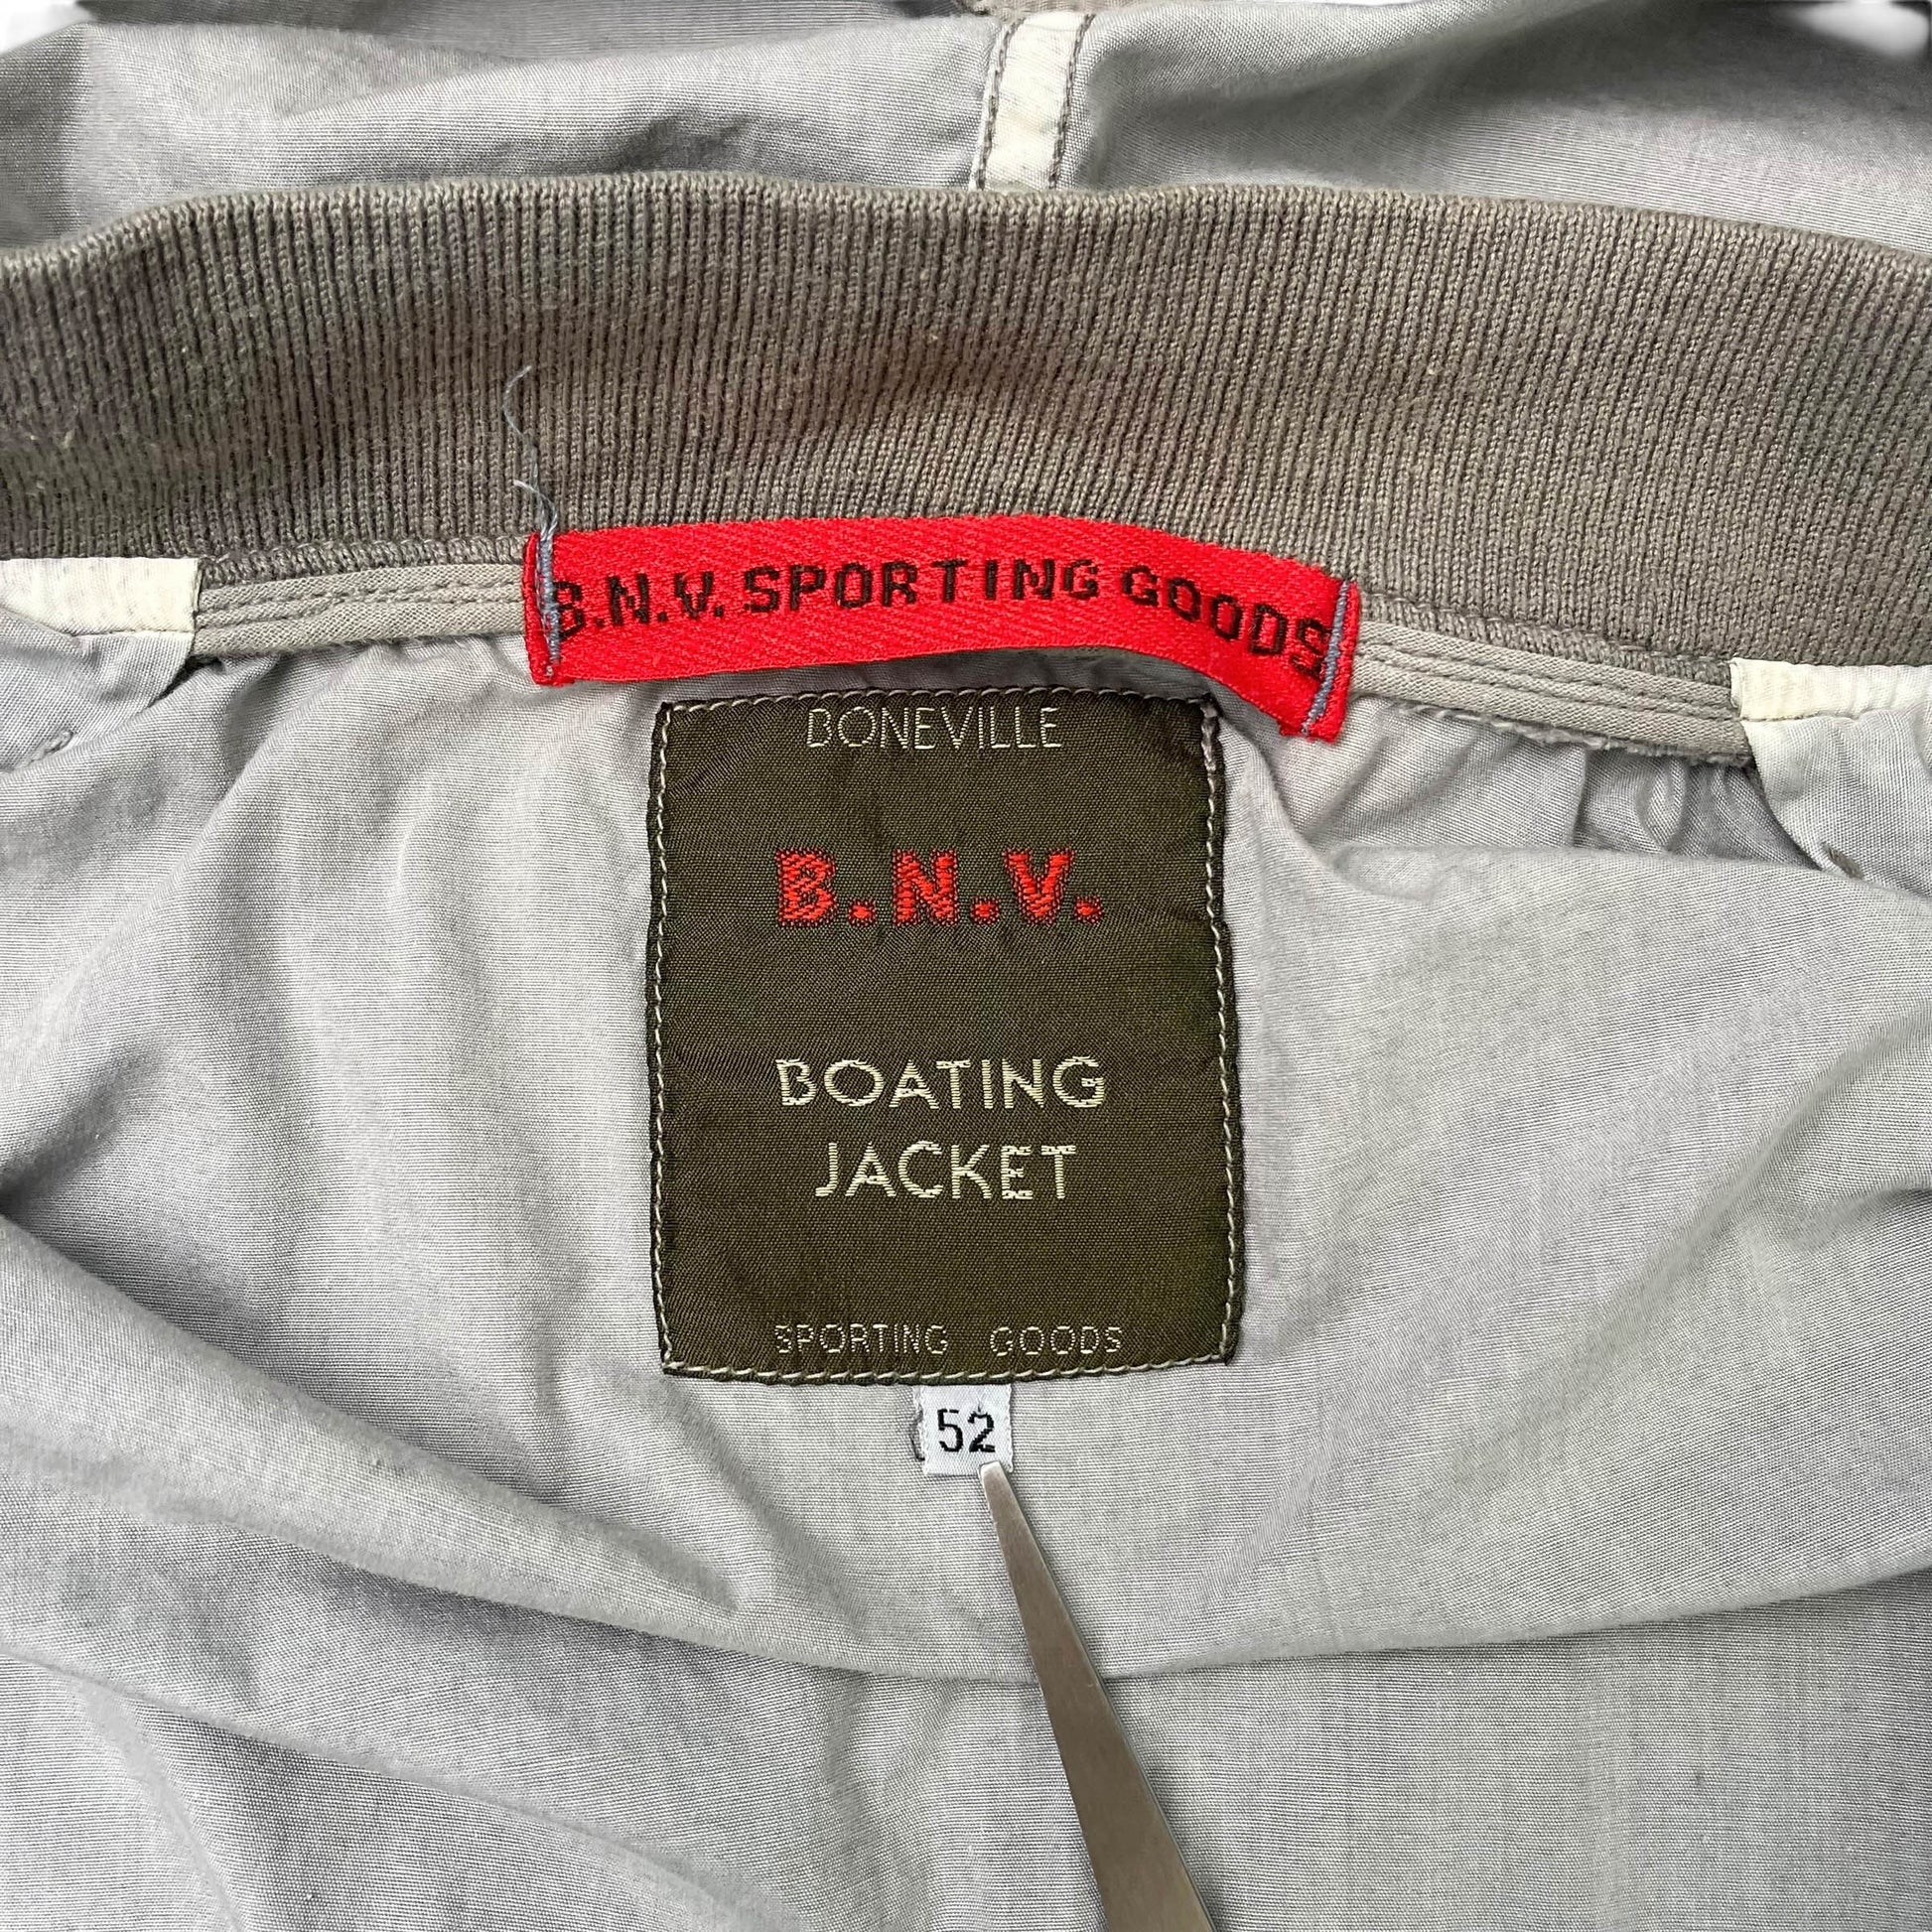 B.N.V. SPORTING GOODS
BONEVILLE
B.N.V.
BOATING
JACKET
SPORTING GOODS
52